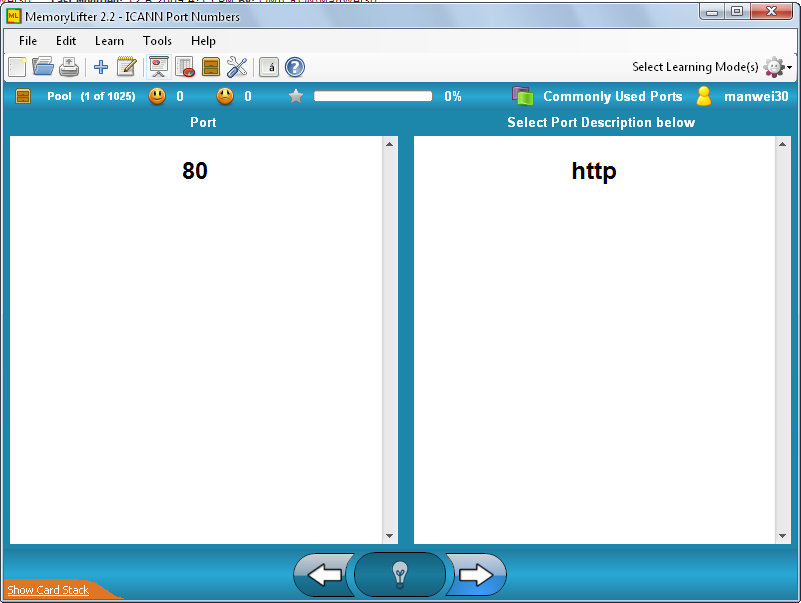 MemoryLifter 2.2 - ICANN Port Numbers
File Edit Learn Tools Help
Select Learning Mode(s)
Pool (1 of 1025) 0 0 0% Commonly Used Ports manwei30
Port Select Port Description below
80 http
Show Card Stack